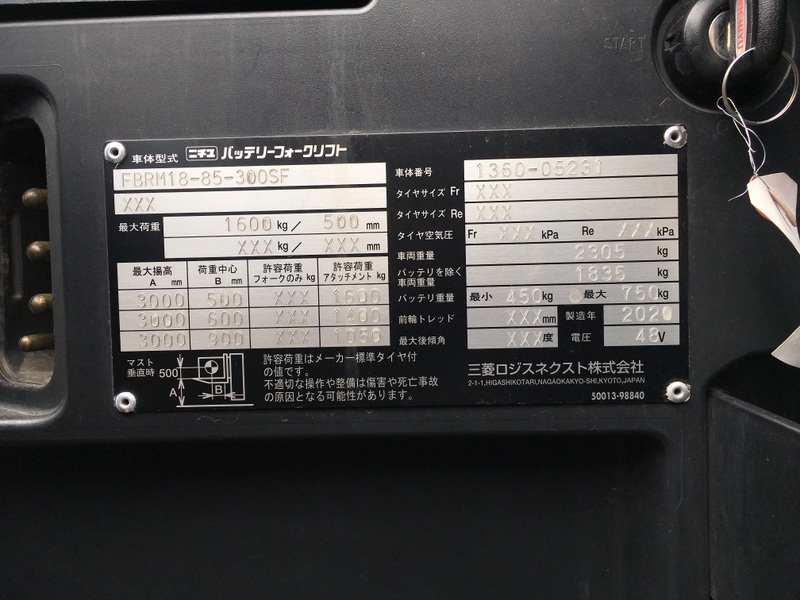 START
車体型式 ニチユ バッテリーフォークリフト
FBRM18-85-300SF
XXX
最大荷重 1600 kg／ 500 mm
XXX kg／ XXX mm
最大揚高 A mm 荷重中心 B mm 許容荷重 フォークのみ kg 許容荷重 アタッチメント kg
3000 500 XXX 1600
3000 600 XXX 1400
3000 900 XXX 1050
マスト垂直時 500 A B
許容荷重はメーカー標準タイヤ付
の値です。
不適切な操作や整備は傷害や死亡事故
の原因となる可能性があります。
車体番号 1360-05231
タイヤサイズ Fr XXX
タイヤサイズ Re XXX
タイヤ空気圧 Fr XXX kPa Re XXX kPa
車両重量 2305 kg
バッテリを除く車両重量 1835 kg
バッテリ重量 最小 450kg 最大 750kg
前輪トレッド XXX mm 製造年 2020
最大後傾角 XXX 度 電圧 48V
三菱ロジスネクスト株式会社
2-1-1,HIGASHIKOTARI,NAGAOKAKYO-SHI,KYOTO,JAPAN
50013-98840